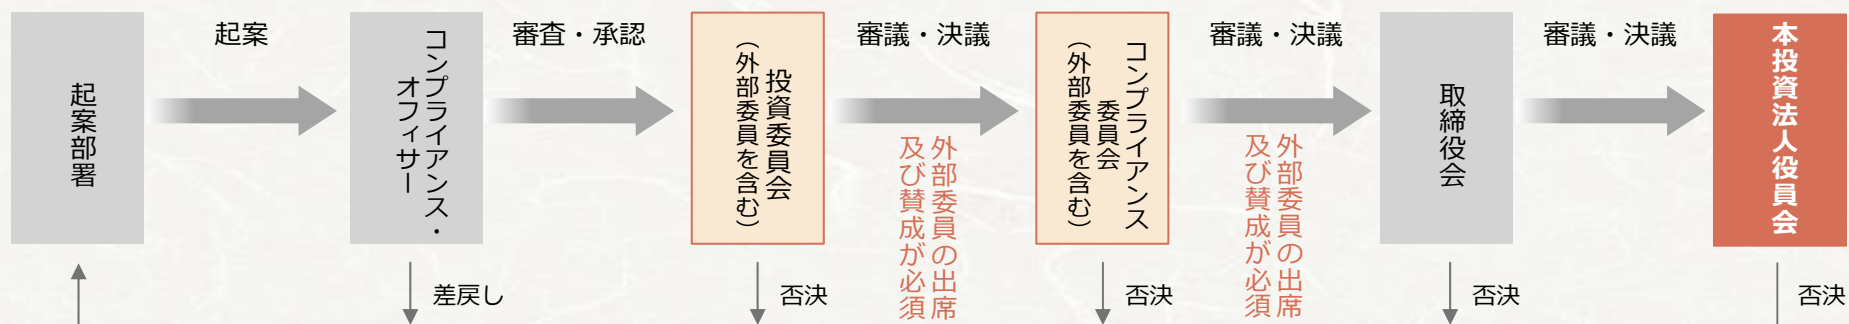 起案部署
起案
コンプライアンス・
オフィサー
審査・承認
投資委員会
（外部委員を含む）
審議・決議
外部委員の出席
及び賛成が必須
コンプライアンス
委員会
（外部委員を含む）
審議・決議
外部委員の出席
及び賛成が必須
取締役会
審議・決議
本投資法人役員会
差戻し
否決
否決
否決
否決